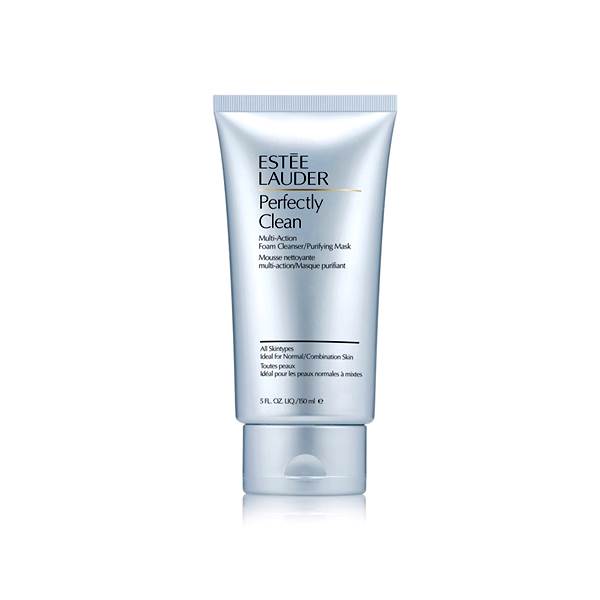 ESTĒE
LAUDER
Perfectly
Clean
Multi-Action
Foam Cleanser/Purifying Mask
Mousse nettoyante
multi-action/Masque purifiant
All Skintypes
Ideal for Normal/Combination Skin
Toutes peaux
Idéal pour les peaux normales à mixtes
5 FL. OZ. LIQ./150 ml ℮